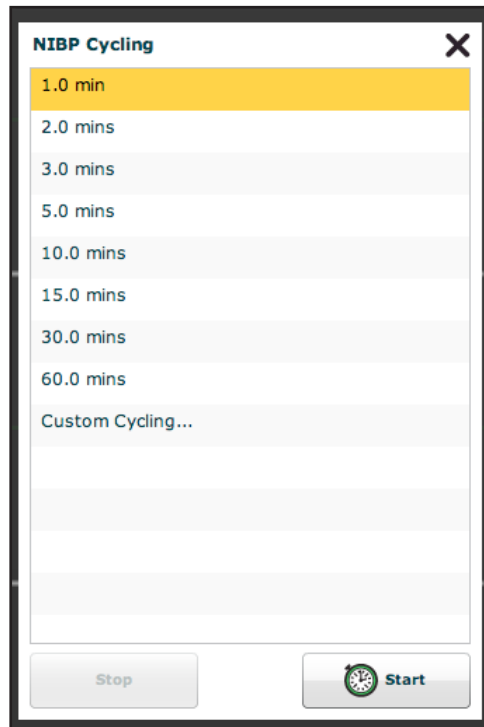 NIBP Cycling
1.0 min
2.0 mins
3.0 mins
5.0 mins
10.0 mins
15.0 mins
30.0 mins
60.0 mins
Custom Cycling...
Stop
Start